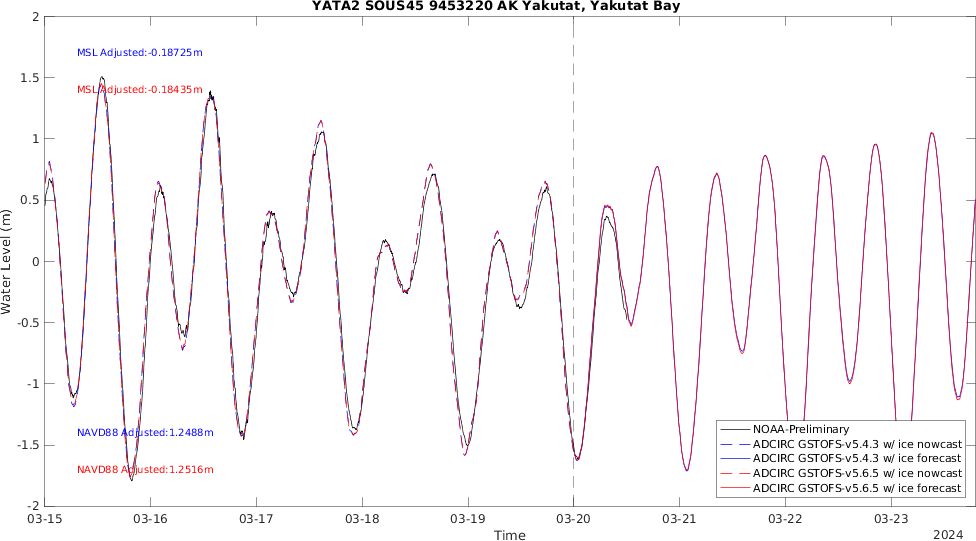 YATA2 SOUS45 9453220 AK Yakutat, Yakutat Bay
2
1.5
1
0.5
0
-0.5
-1
-1.5
-2
Water Level (m)
MSL Adjusted:-0.18725m
MSL Adjusted:-0.18435m
NAVD88 Adjusted:1.2488m
NAVD88 Adjusted:1.2516m
NOAA-Preliminary
ADCIRC GSTOFS-v5.4.3 w/ ice nowcast
ADCIRC GSTOFS-v5.4.3 w/ ice forecast
ADCIRC GSTOFS-v5.6.5 w/ ice nowcast
ADCIRC GSTOFS-v5.6.5 w/ ice forecast
03-15 03-16 03-17 03-18 03-19 03-20 03-21 03-22 03-23
Time
2024